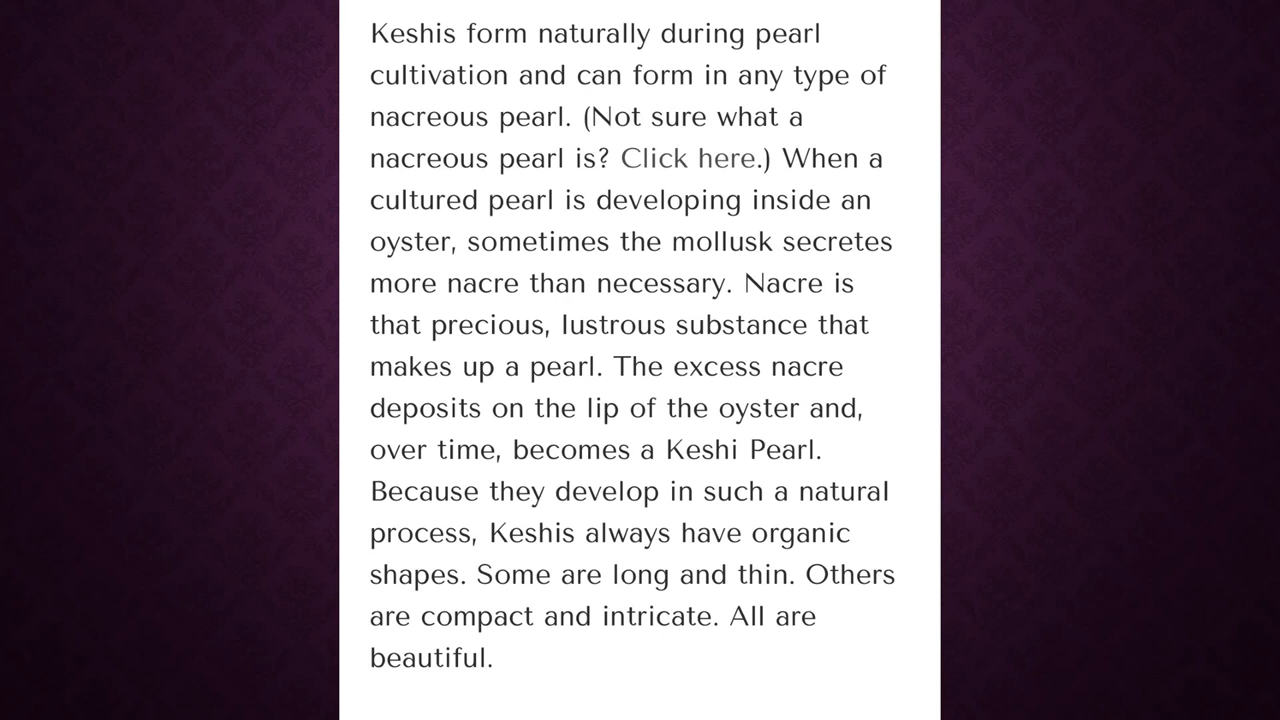 Keshis form naturally during pearl
cultivation and can form in any type of
nacreous pearl. (Not sure what a
nacreous pearl is? Click here.) When a
cultured pearl is developing inside an
oyster, sometimes the mollusk secretes
more nacre than necessary. Nacre is
that precious, lustrous substance that
makes up a pearl. The excess nacre
deposits on the lip of the oyster and,
over time, becomes a Keshi Pearl.
Because they develop in such a natural
process, Keshis always have organic
shapes. Some are long and thin. Others
are compact and intricate. All are
beautiful.